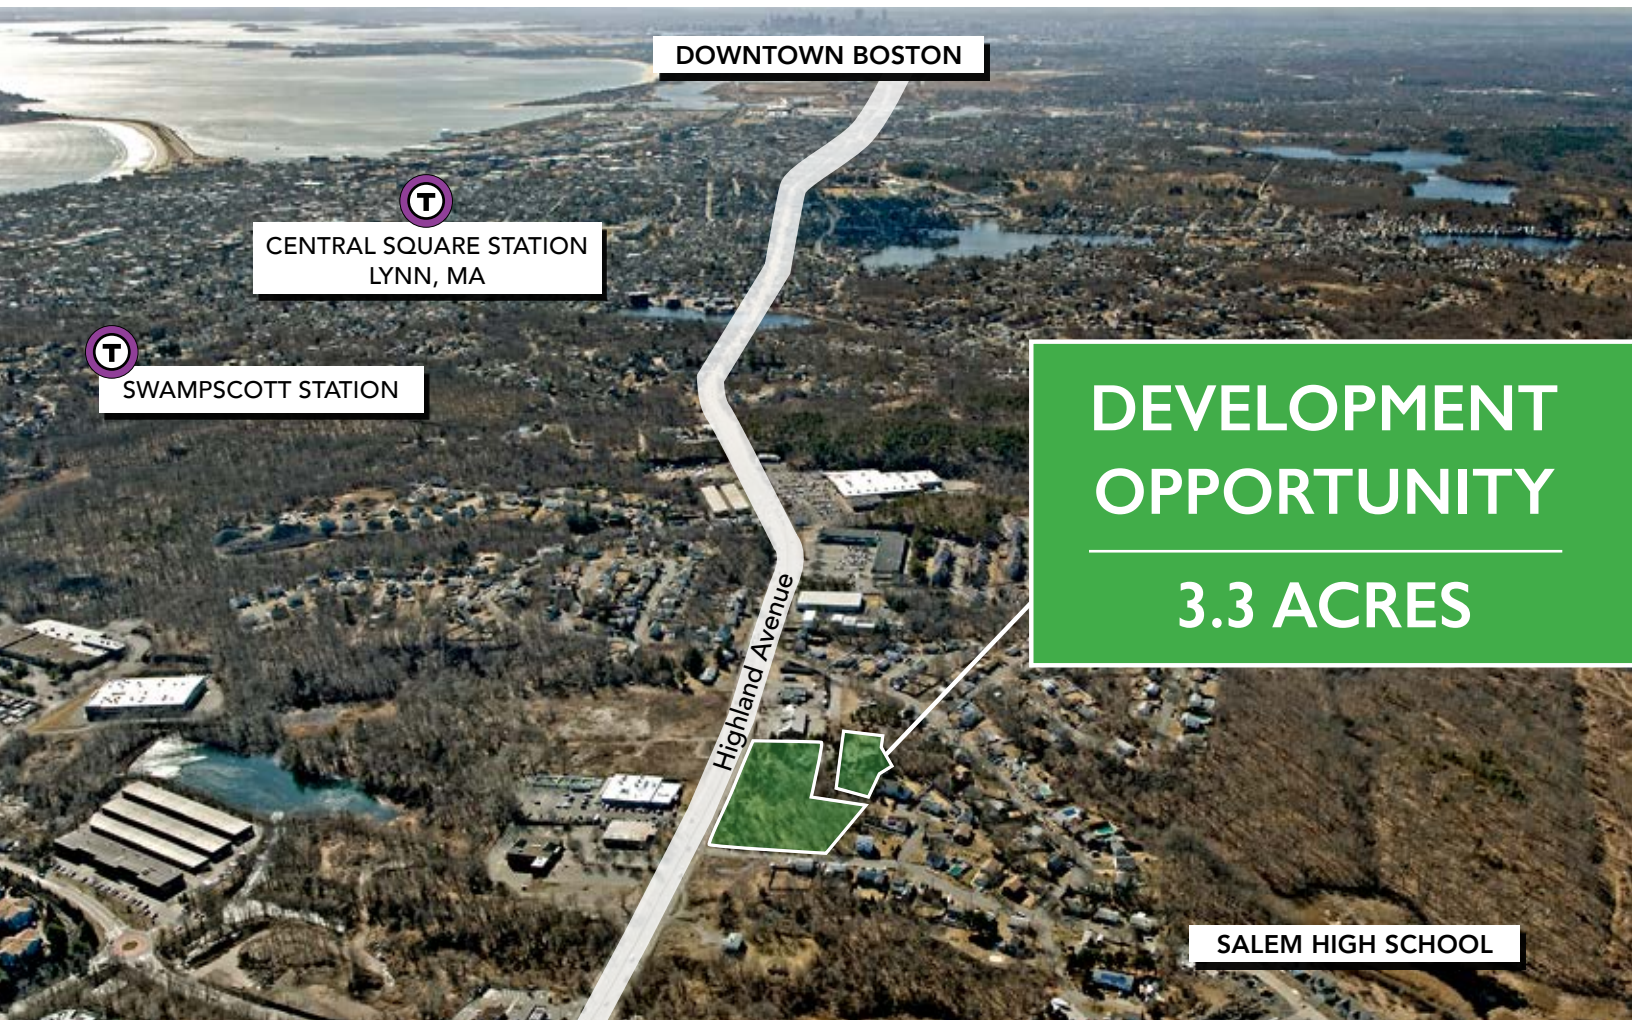 DOWNTOWN BOSTON
T
CENTRAL SQUARE STATION
LYNN, MA
T
SWAMPSCOTT STATION
DEVELOPMENT
OPPORTUNITY
3.3 ACRES
Highland Avenue
SALEM HIGH SCHOOL